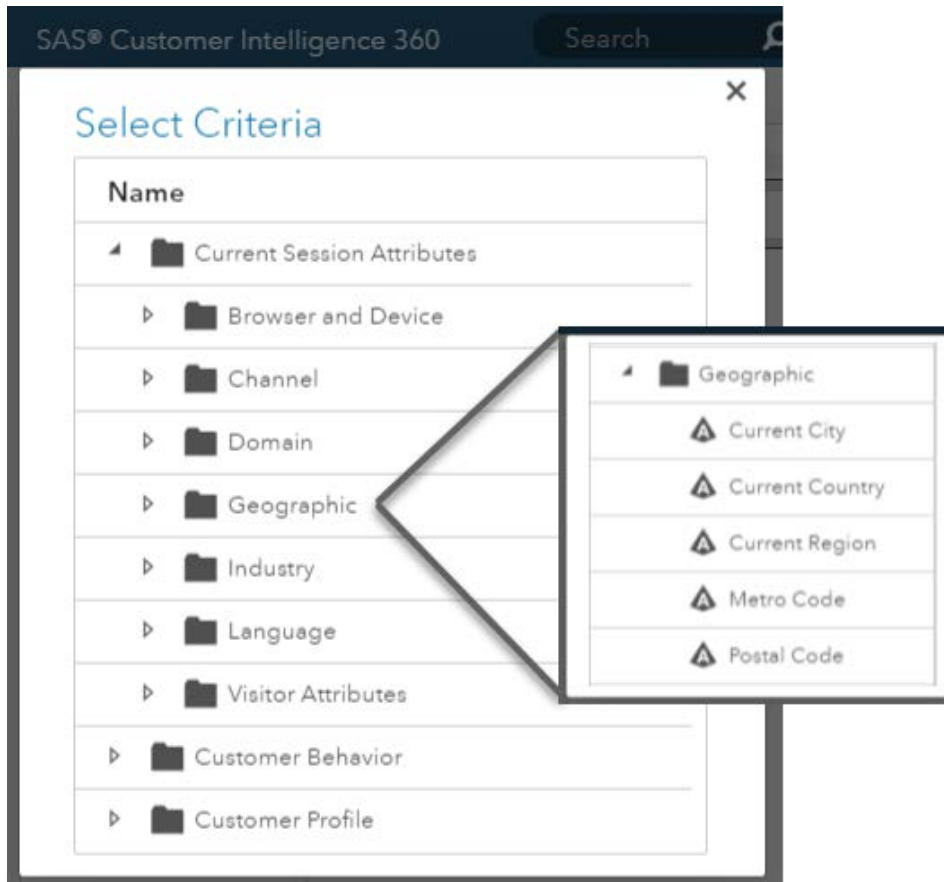 SAS® Customer Intelligence 360
Search
Select Criteria
Name
Current Session Attributes
Browser and Device
Channel
Domain
Geographic
Industry
Language
Visitor Attributes
Customer Behavior
Customer Profile
Geographic
Current City
Current Country
Current Region
Metro Code
Postal Code